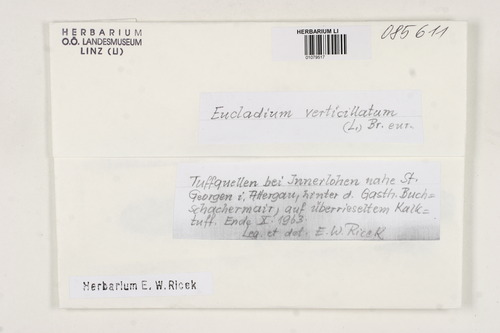 HERBARIUM
O.Ö. LANDESMUSEUM
LINZ (LI)
HERBARIUM LI
01079517
085611
Eucladium verticillatum
(L.) Br. eur.
Tuffquellen bei Innerlohen nahe St.
Georgen i. Attergau, hinter d. Gasth. Buch=
schachermair, auf überrieseltem Kalk=
tuff. Ende X. 1963.
Leg. et det. E. W. Ricek
Herbarium E. W. Ricek